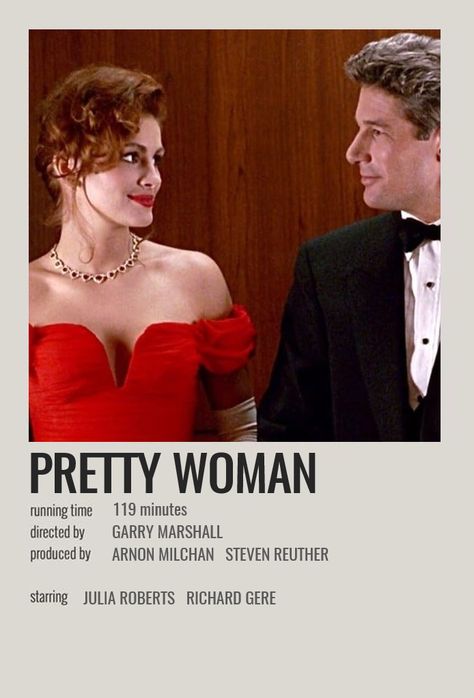 PRETTY WOMAN
running time 119 minutes
directed by GARRY MARSHALL
produced by ARNON MILCHAN STEVEN REUTHER
starring JULIA ROBERTS RICHARD GERE